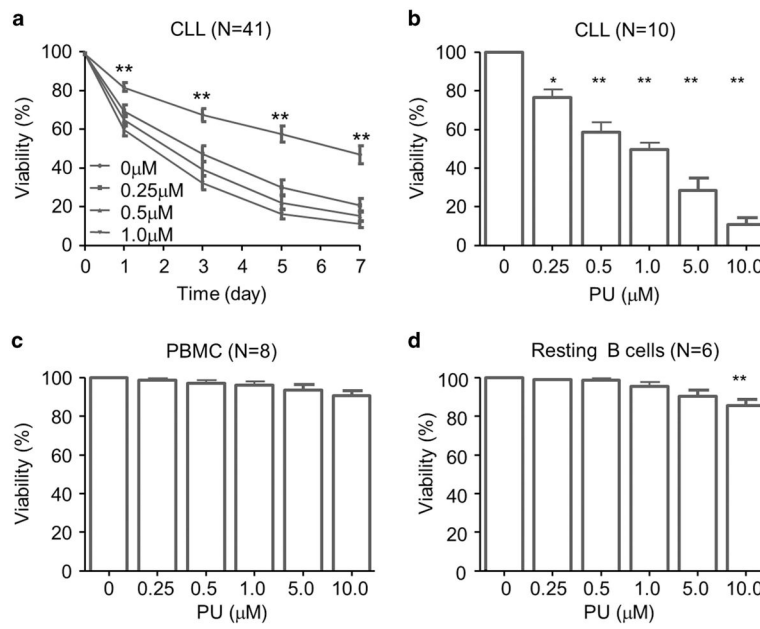 a
CLL (N=41)
100
80
60
40
20
0
Viability (%)
** ** ** **
0μM
0.25μM
0.5μM
1.0μM
0 1 2 3 4 5 6 7
Time (day)
b
CLL (N=10)
100
80
60
40
20
0
Viability (%)
* ** ** ** **
0 0.25 0.5 1.0 5.0 10.0
PU (μM)
c
PBMC (N=8)
100
80
60
40
20
0
Viability (%)
0 0.25 0.5 1.0 5.0 10.0
PU (μM)
d
Resting B cells (N=6)
100
80
60
40
20
0
Viability (%)
**
0 0.25 0.5 1.0 5.0 10.0
PU (μM)